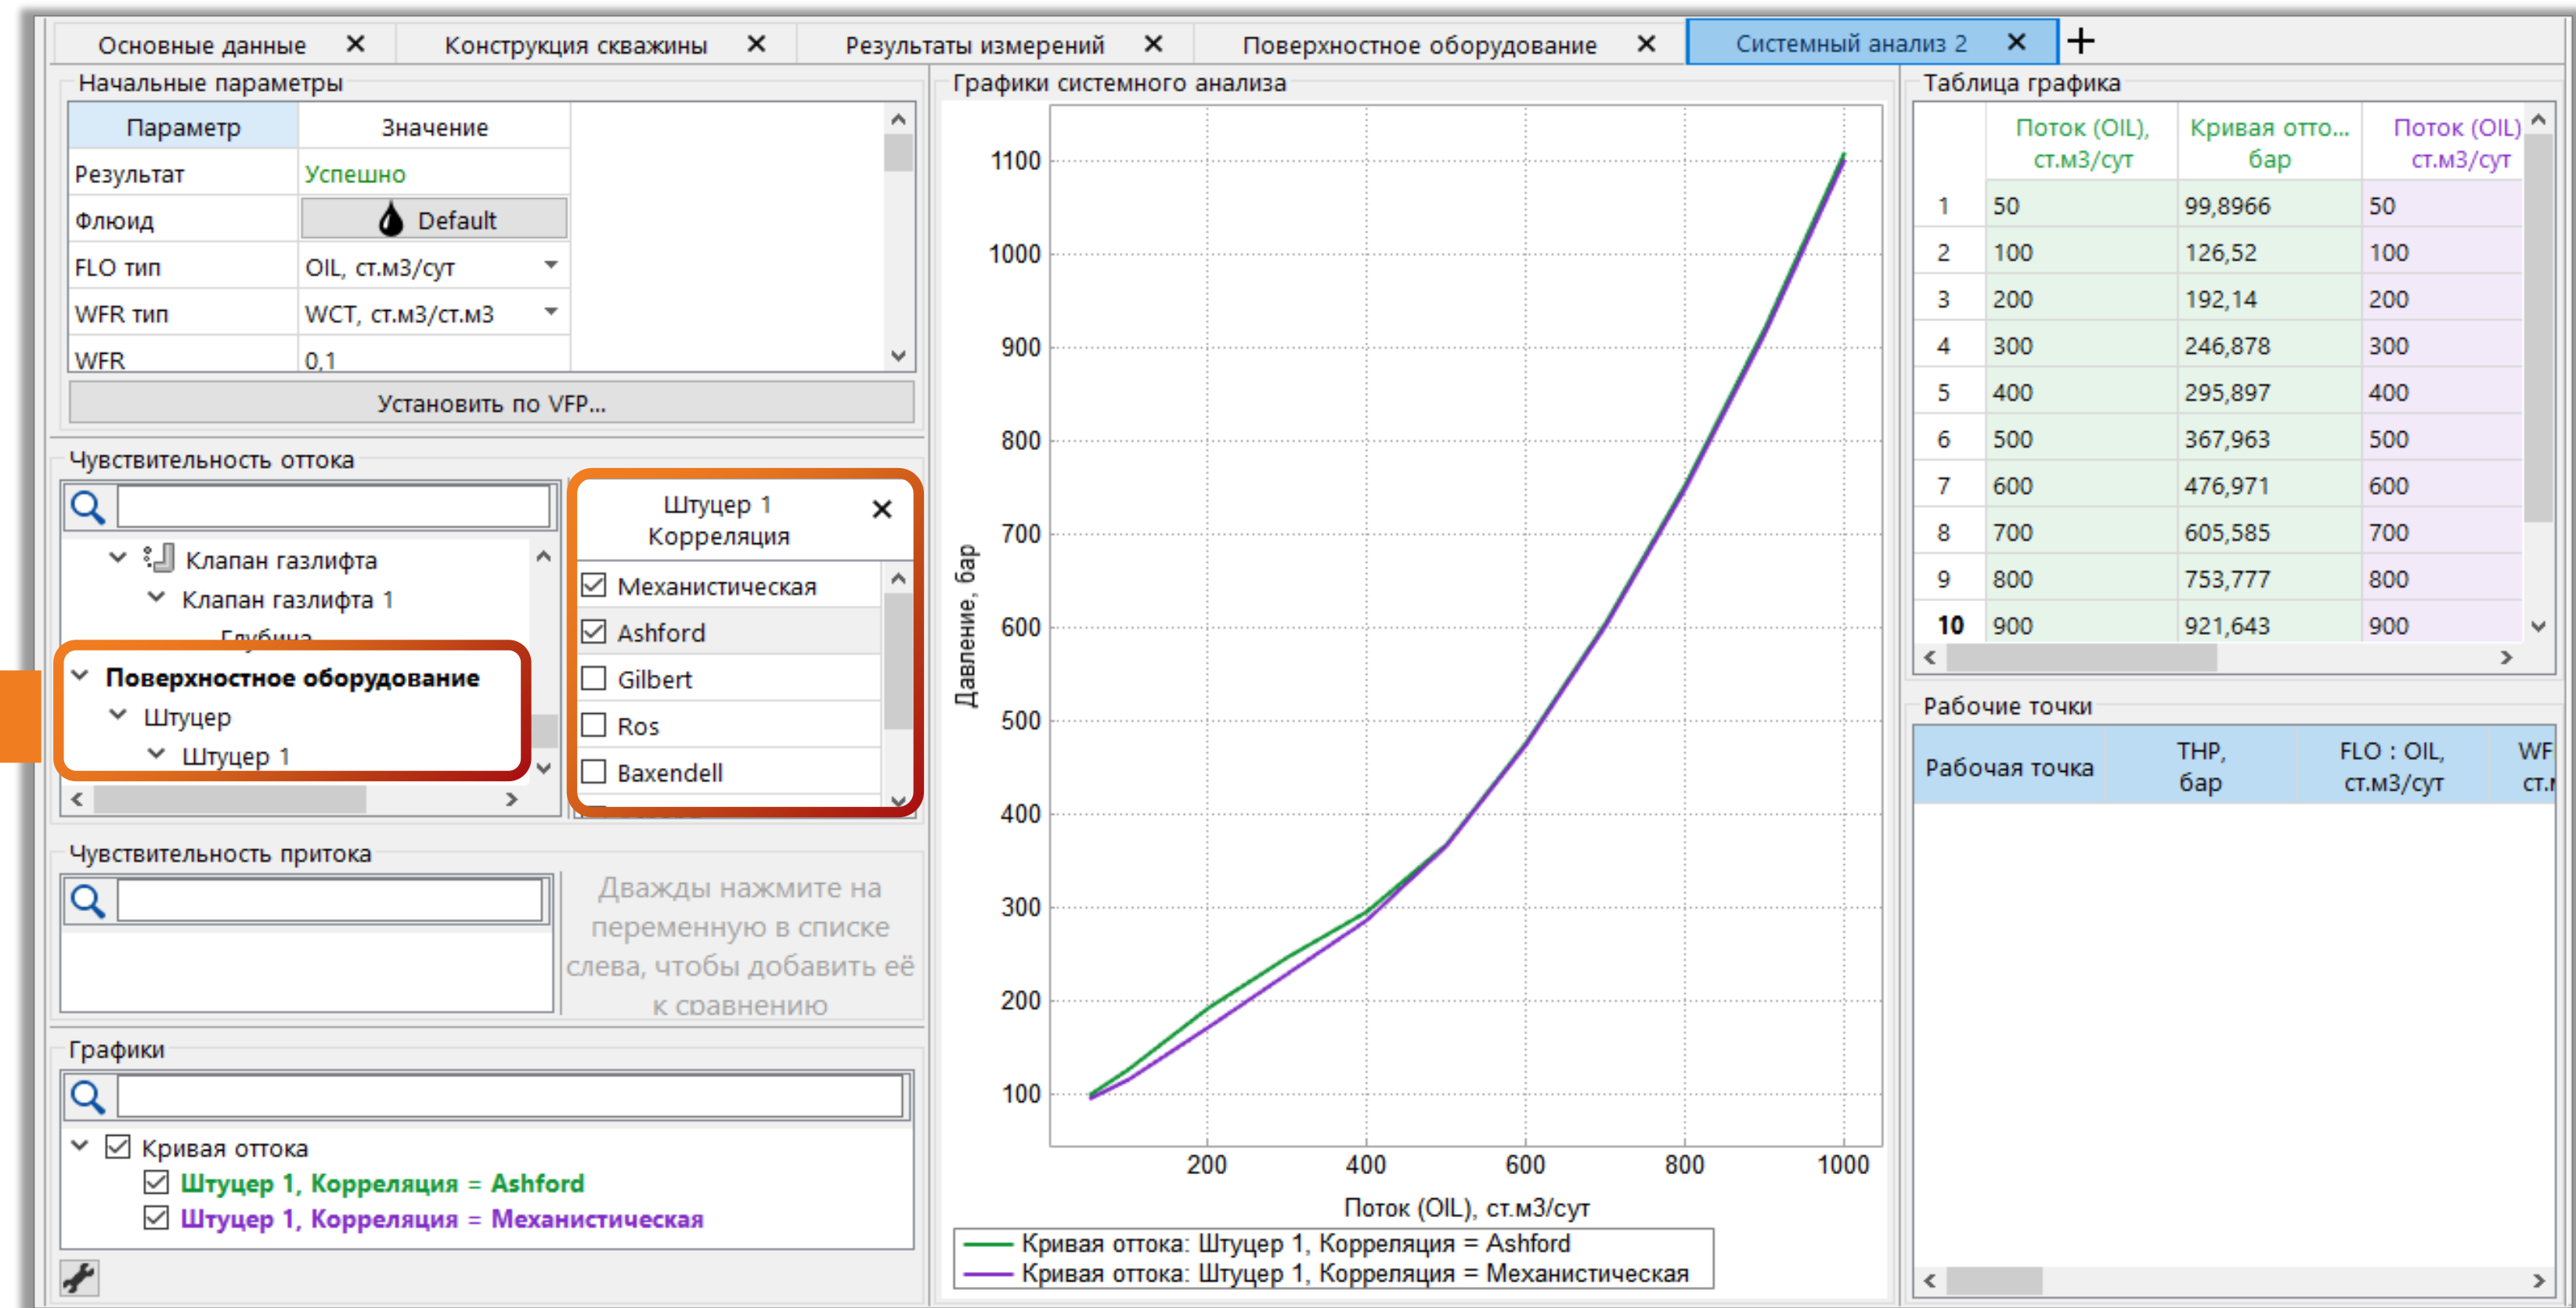 Основные данные
Конструкция скважины
Результаты измерений
Поверхностное оборудование
Системный анализ 2
Начальные параметры
Параметр Значение
Результат Успешно
Флюид Default
FLO тип OIL, ст.м3/сут
WFR тип WCT, ст.м3/ст.м3
WFR 0,1
Установить по VFP...
Чувствительность оттока
Клапан газлифта
Клапан газлифта 1
Глубина
Поверхностное оборудование
Штуцер
Штуцер 1
Штуцер 1
Корреляция
Механистическая
Ashford
Gilbert
Ros
Baxendell
Чувствительность притока
Дважды нажмите на
переменную в списке
слева, чтобы добавить её
к сравнению
Графики
Кривая оттока
Штуцер 1, Корреляция = Ashford
Штуцер 1, Корреляция = Механистическая
Графики системного анализа
1100
1000
900
800
700
600
500
400
300
200
100
Давление, бар
200 400 600 800 1000
Поток (OIL), ст.м3/сут
Кривая оттока: Штуцер 1, Корреляция = Ashford
Кривая оттока: Штуцер 1, Корреляция = Механистическая
Таблица графика
Поток (OIL), Кривая отто... Поток (OIL)
ст.м3/сут бар ст.м3/сут
1 50 99,8966 50
2 100 126,52 100
3 200 192,14 200
4 300 246,878 300
5 400 295,897 400
6 500 367,963 500
7 600 476,971 600
8 700 605,585 700
9 800 753,777 800
10 900 921,643 900
Рабочие точки
Рабочая точка THP, FLO : OIL, WF
бар ст.м3/сут ст.